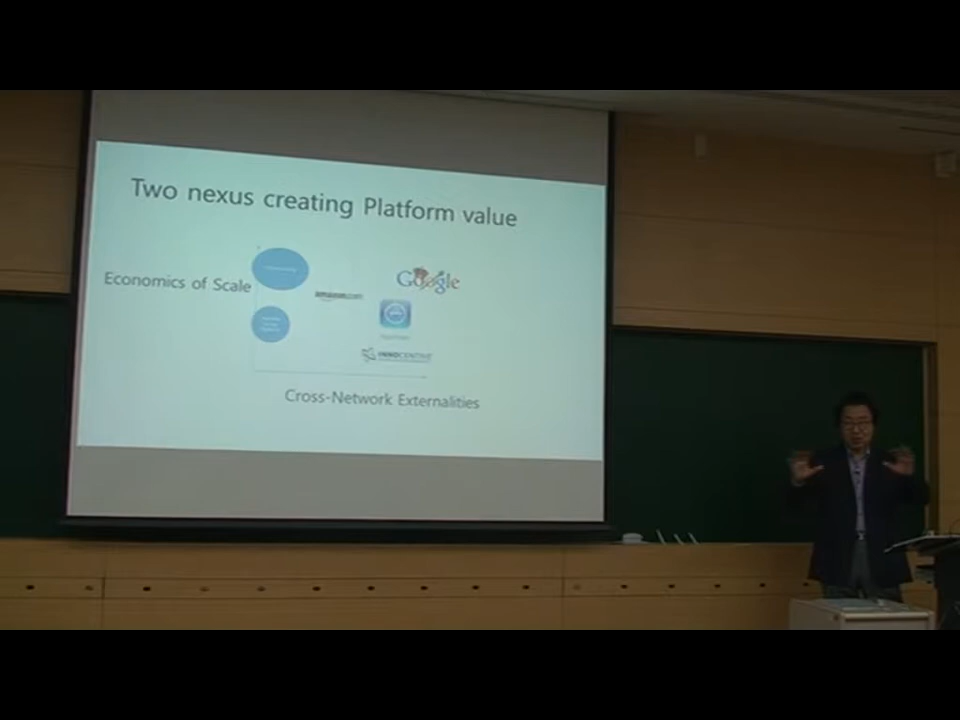 Two nexus creating Platform value
Economics of Scale
Google
amazon.com
INNOCENTIVE
Cross-Network Externalities